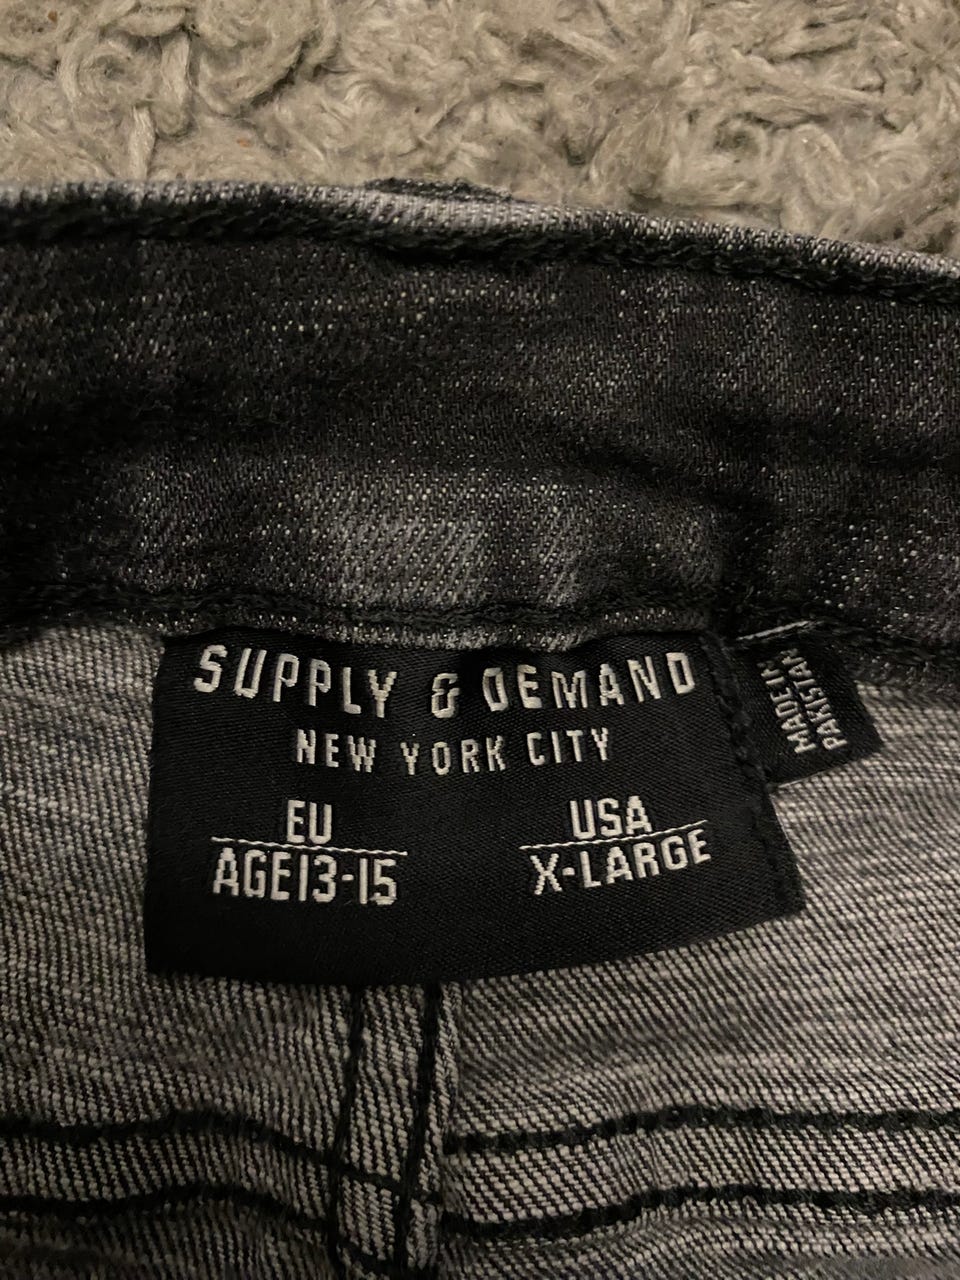 SUPPLY & DEMAND
NEW YORK CITY
EU
AGE13-15
USA
X-LARGE
MADE IN
PAKISTAN